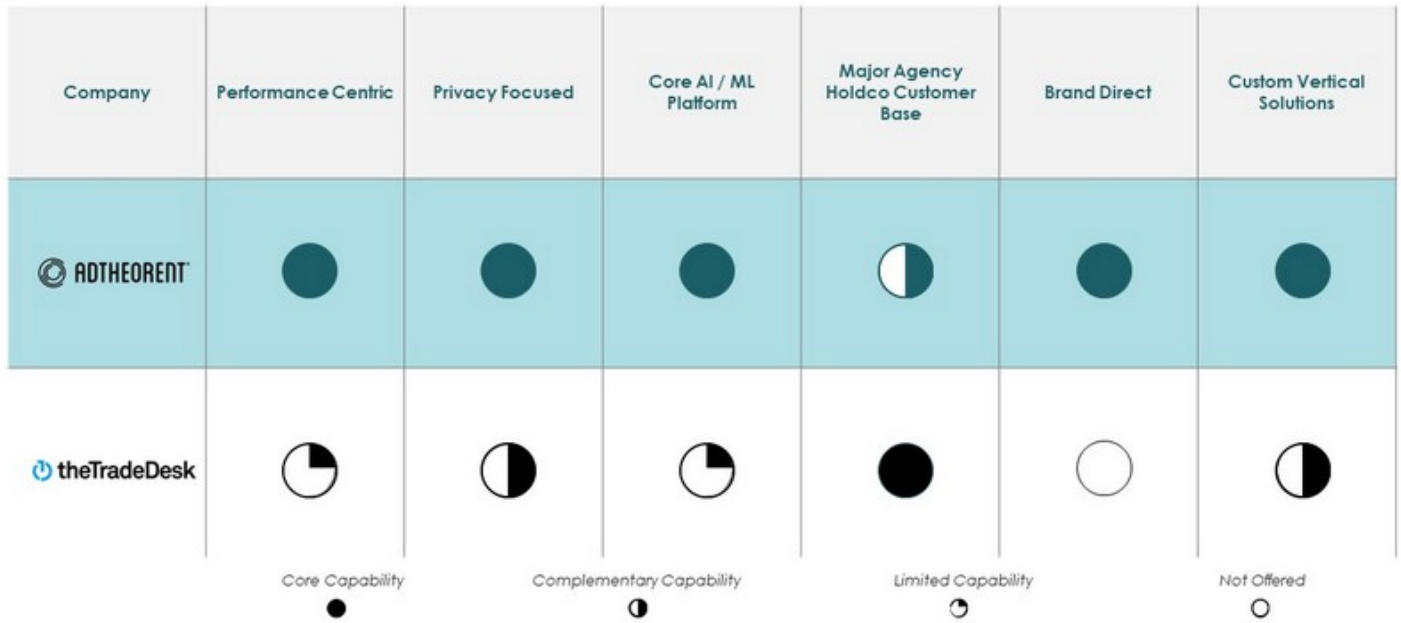 Company
Performance Centric
Privacy Focused
Core AI / ML
Platform
Major Agency
Holdco Customer
Base
Brand Direct
Custom Vertical
Solutions
ADTHEORENT
theTradeDesk
Core Capability
Complementary Capability
Limited Capability
Not Offered